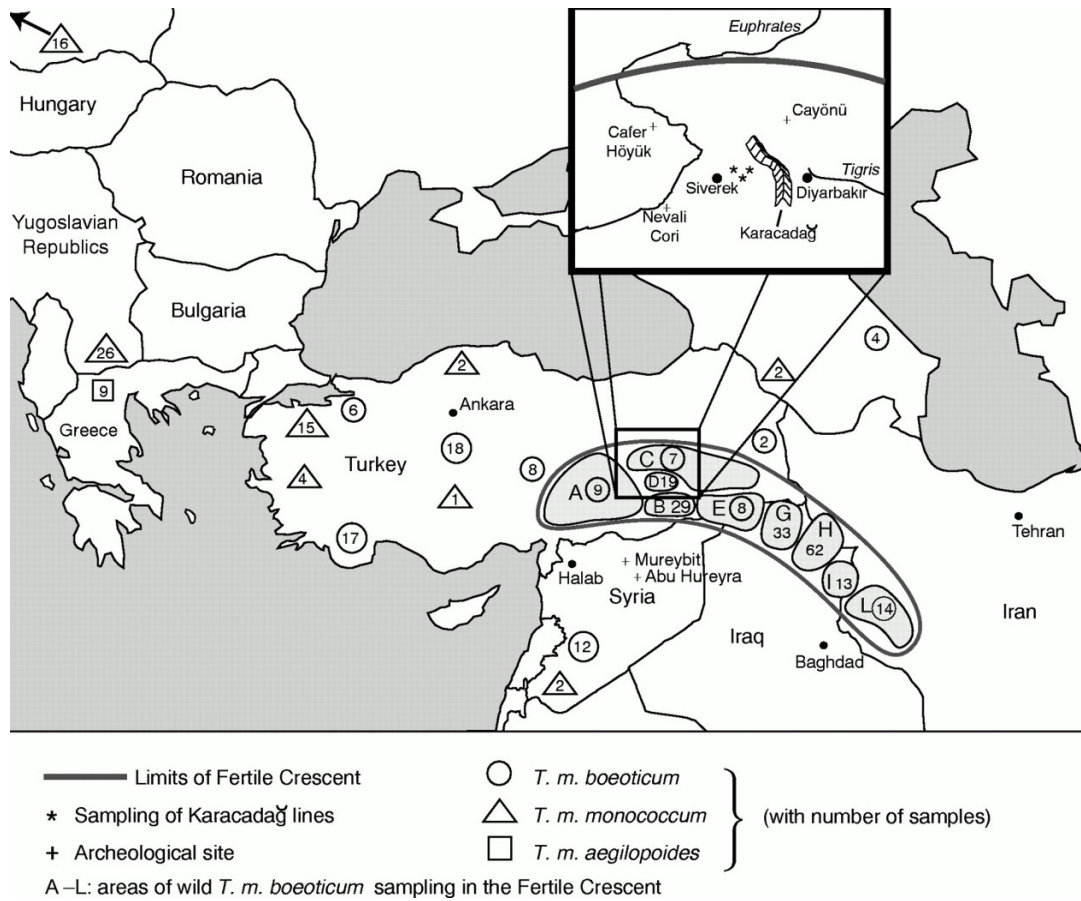 16
Hungary
Romania
Yugoslavian
Republics
Bulgaria
26
9
Greece
Euphrates
Cayönü
Cafer
Höyük
Tigris
Siverek
* * * *
Diyarbakır
Nevali
Cori
Karacadağ
4
2
2
2
6
Ankara
15
18
Turkey
4
8
1
17
A 9
C 7
D19
B 29
E 8
G
33
H
62
I 13
L 14
Tehran
Iran
Halab
+ Mureybit
+ Abu Hureyra
Syria
Iraq
Baghdad
12
2
Limits of Fertile Crescent
* Sampling of Karacadağ lines
+ Archeological site
A–L: areas of wild T. m. boeoticum sampling in the Fertile Crescent
T. m. boeoticum
T. m. monococcum
T. m. aegilopoides
(with number of samples)